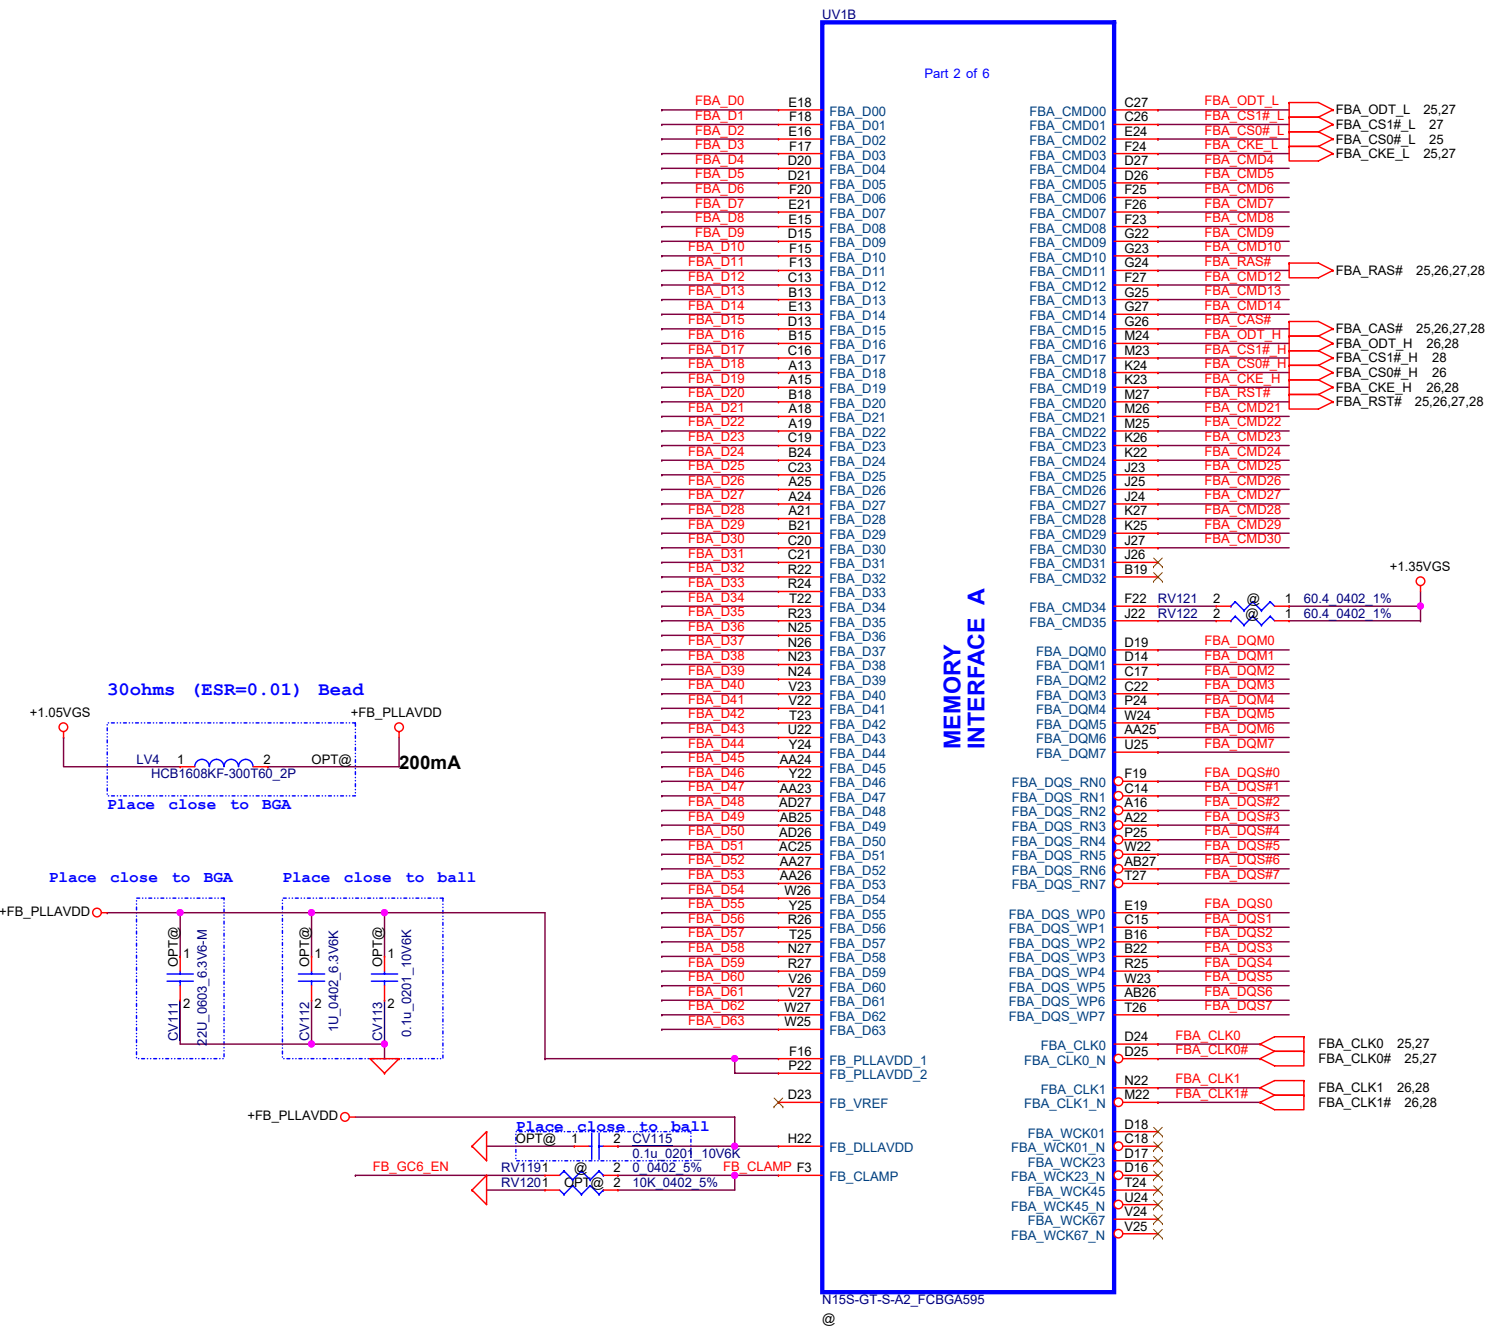 UV1B
Part 2 of 6
FBA_D0 E18 FBA_D00
FBA_D1 F18 FBA_D01
FBA_D2 E16 FBA_D02
FBA_D3 F17 FBA_D03
FBA_D4 D20 FBA_D04
FBA_D5 D21 FBA_D05
FBA_D6 F20 FBA_D06
FBA_D7 E21 FBA_D07
FBA_D8 E15 FBA_D08
FBA_D9 D15 FBA_D09
FBA_D10 F15 FBA_D10
FBA_D11 F13 FBA_D11
FBA_D12 C13 FBA_D12
FBA_D13 B13 FBA_D13
FBA_D14 E13 FBA_D14
FBA_D15 D13 FBA_D15
FBA_D16 B15 FBA_D16
FBA_D17 C16 FBA_D17
FBA_D18 A13 FBA_D18
FBA_D19 A15 FBA_D19
FBA_D20 B18 FBA_D20
FBA_D21 A18 FBA_D21
FBA_D22 A19 FBA_D22
FBA_D23 C19 FBA_D23
FBA_D24 B24 FBA_D24
FBA_D25 C23 FBA_D25
FBA_D26 A25 FBA_D26
FBA_D27 A24 FBA_D27
FBA_D28 A21 FBA_D28
FBA_D29 B21 FBA_D29
FBA_D30 C20 FBA_D30
FBA_D31 C21 FBA_D31
FBA_D32 R22 FBA_D32
FBA_D33 R24 FBA_D33
FBA_D34 T22 FBA_D34
FBA_D35 R23 FBA_D35
FBA_D36 N25 FBA_D36
FBA_D37 N26 FBA_D37
FBA_D38 N23 FBA_D38
FBA_D39 N24 FBA_D39
FBA_D40 V23 FBA_D40
FBA_D41 V22 FBA_D41
FBA_D42 T23 FBA_D42
FBA_D43 U22 FBA_D43
FBA_D44 Y24 FBA_D44
FBA_D45 AA24 FBA_D45
FBA_D46 Y22 FBA_D46
FBA_D47 AA23 FBA_D47
FBA_D48 AD27 FBA_D48
FBA_D49 AB25 FBA_D49
FBA_D50 AD26 FBA_D50
FBA_D51 AC25 FBA_D51
FBA_D52 AA27 FBA_D52
FBA_D53 AA26 FBA_D53
FBA_D54 W26 FBA_D54
FBA_D55 Y25 FBA_D55
FBA_D56 R26 FBA_D56
FBA_D57 T25 FBA_D57
FBA_D58 N27 FBA_D58
FBA_D59 R27 FBA_D59
FBA_D60 V26 FBA_D60
FBA_D61 V27 FBA_D61
FBA_D62 W27 FBA_D62
FBA_D63 W25 FBA_D63
F16 FB_PLLAVDD_1
P22 FB_PLLAVDD_2
D23 FB_VREF
H22 FB_DLLAVDD
FB_CLAMP F3 FB_CLAMP
MEMORY
INTERFACE A
FBA_CMD00 C27 FBA_ODT_L FBA_ODT_L 25,27
FBA_CMD01 C26 FBA_CS1#_L FBA_CS1#_L 27
FBA_CMD02 E24 FBA_CS0#_L FBA_CS0#_L 25
FBA_CMD03 F24 FBA_CKE_L FBA_CKE_L 25,27
FBA_CMD04 D27 FBA_CMD4
FBA_CMD05 D26 FBA_CMD5
FBA_CMD06 F25 FBA_CMD6
FBA_CMD07 F26 FBA_CMD7
FBA_CMD08 F23 FBA_CMD8
FBA_CMD09 G22 FBA_CMD9
FBA_CMD10 G23 FBA_CMD10
FBA_CMD11 G24 FBA_RAS# FBA_RAS# 25,26,27,28
FBA_CMD12 F27 FBA_CMD12
FBA_CMD13 G25 FBA_CMD13
FBA_CMD14 G27 FBA_CMD14
FBA_CMD15 G26 FBA_CAS# FBA_CAS# 25,26,27,28
FBA_CMD16 M24 FBA_ODT_H FBA_ODT_H 26,28
FBA_CMD17 M23 FBA_CS1#_H FBA_CS1#_H 28
FBA_CMD18 K24 FBA_CS0#_H FBA_CS0#_H 26
FBA_CMD19 K23 FBA_CKE_H FBA_CKE_H 26,28
FBA_CMD20 M27 FBA_RST# FBA_RST# 25,26,27,28
FBA_CMD21 M26 FBA_CMD21
FBA_CMD22 M25 FBA_CMD22
FBA_CMD23 K26 FBA_CMD23
FBA_CMD24 K22 FBA_CMD24
FBA_CMD25 J23 FBA_CMD25
FBA_CMD26 J25 FBA_CMD26
FBA_CMD27 J24 FBA_CMD27
FBA_CMD28 K27 FBA_CMD28
FBA_CMD29 K25 FBA_CMD29
FBA_CMD30 J27 FBA_CMD30
FBA_CMD31 J26
FBA_CMD32 B19
+1.35VGS
FBA_CMD34 F22 RV121 2 @ 1 60.4_0402_1%
FBA_CMD35 J22 RV122 2 @ 1 60.4_0402_1%
FBA_DQM0 D19 FBA_DQM0
FBA_DQM1 D14 FBA_DQM1
FBA_DQM2 C17 FBA_DQM2
FBA_DQM3 C22 FBA_DQM3
FBA_DQM4 P24 FBA_DQM4
FBA_DQM5 W24 FBA_DQM5
FBA_DQM6 AA25 FBA_DQM6
FBA_DQM7 U25 FBA_DQM7
FBA_DQS_RN0 F19 FBA_DQS#0
FBA_DQS_RN1 C14 FBA_DQS#1
FBA_DQS_RN2 A16 FBA_DQS#2
FBA_DQS_RN3 A22 FBA_DQS#3
FBA_DQS_RN4 P25 FBA_DQS#4
FBA_DQS_RN5 W22 FBA_DQS#5
FBA_DQS_RN6 AB27 FBA_DQS#6
FBA_DQS_RN7 T27 FBA_DQS#7
FBA_DQS_WP0 E19 FBA_DQS0
FBA_DQS_WP1 C15 FBA_DQS1
FBA_DQS_WP2 B16 FBA_DQS2
FBA_DQS_WP3 B22 FBA_DQS3
FBA_DQS_WP4 R25 FBA_DQS4
FBA_DQS_WP5 W23 FBA_DQS5
FBA_DQS_WP6 AB26 FBA_DQS6
FBA_DQS_WP7 T26 FBA_DQS7
FBA_CLK0 D24 FBA_CLK0 FBA_CLK0 25,27
FBA_CLK0_N D25 FBA_CLK0# FBA_CLK0# 25,27
FBA_CLK1 N22 FBA_CLK1 FBA_CLK1 26,28
FBA_CLK1_N M22 FBA_CLK1# FBA_CLK1# 26,28
FBA_WCK01 D18
FBA_WCK01_N C18
FBA_WCK23 D17
FBA_WCK23_N D16
FBA_WCK45 T24
FBA_WCK45_N U24
FBA_WCK67 V24
FBA_WCK67_N V25
30ohms (ESR=0.01) Bead
+1.05VGS +FB_PLLAVDD
LV4 1 2 OPT@ 200mA
HCB1608KF-300T60_2P
Place close to BGA
Place close to BGA Place close to ball
+FB_PLLAVDD
OPT@ 1 2 CV111 22U_0603_6.3V6-M
OPT@ 1 2 CV112 1U_0402_6.3V6K
OPT@ 1 2 CV113 0.1u_0201_10V6K
+FB_PLLAVDD
Place close to ball
OPT@ 1 2 CV115
0.1u_0201_10V6K
FB_GC6_EN RV119 1 @ 2 0_0402_5%
RV120 1 OPT@ 2 10K_0402_5%
N15S-GT-S-A2_FCBGA595
@